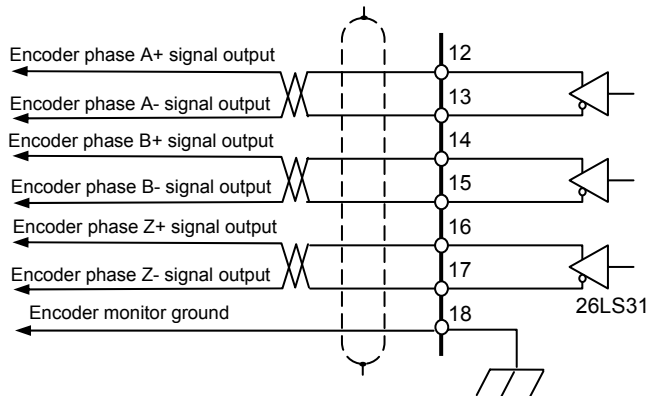 Encoder phase A+ signal output
12
Encoder phase A- signal output
13
Encoder phase B+ signal output
14
Encoder phase B- signal output
15
Encoder phase Z+ signal output
16
Encoder phase Z- signal output
17
26LS31
Encoder monitor ground
18